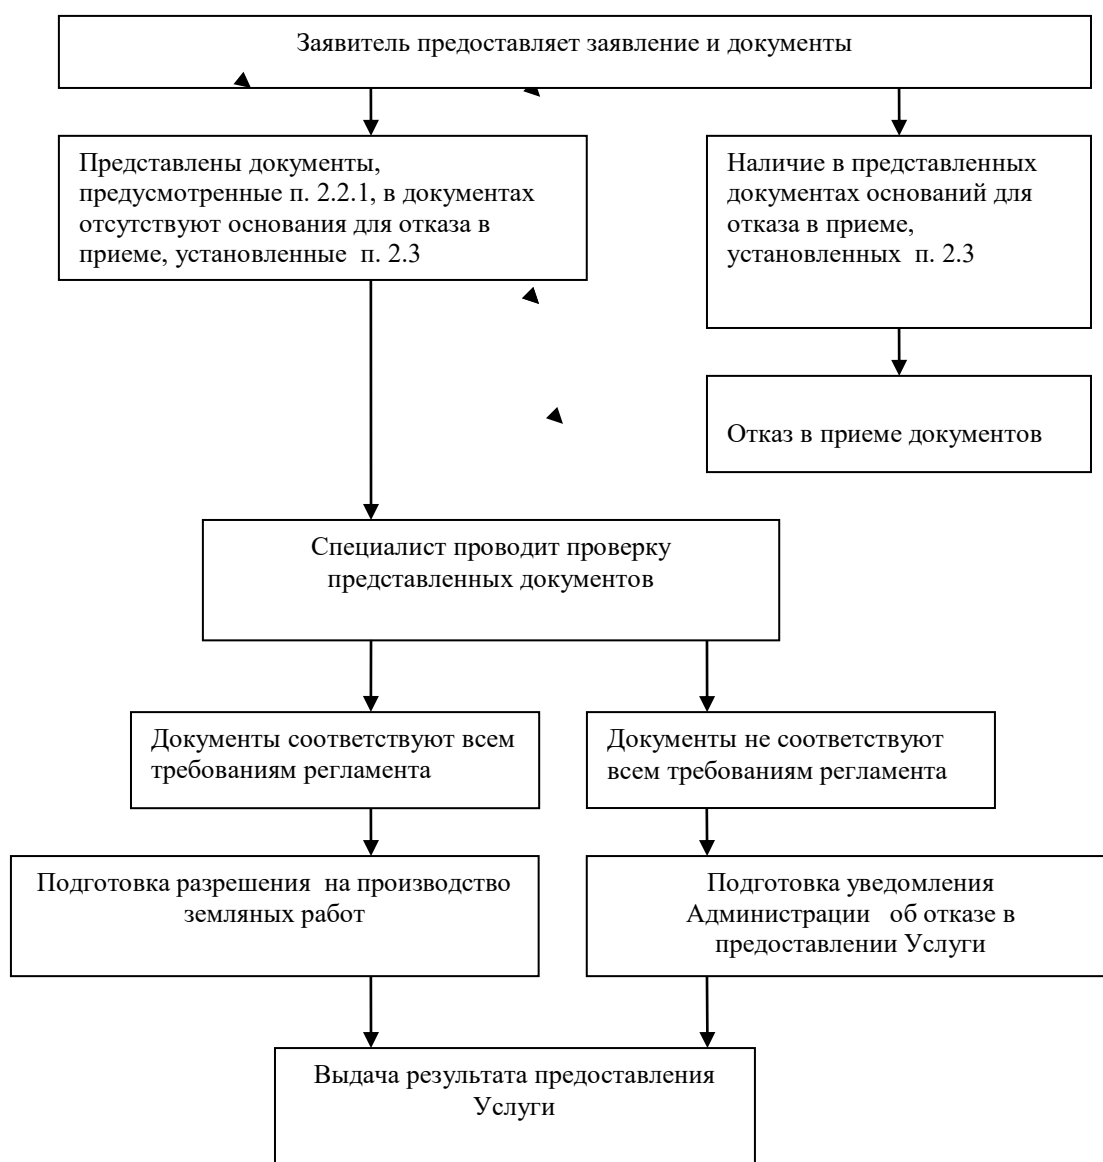 Заявитель предоставляет заявление и документы
Представлены документы,
предусмотренные п. 2.2.1, в документах
отсутствуют основания для отказа в
приеме, установленные  п. 2.3
Наличие в представленных
документах оснований для
отказа в приеме,
установленных  п. 2.3
Отказ в приеме документов
Специалист проводит проверку
представленных документов
Документы соответствуют всем
требованиям регламента
Документы не соответствуют
всем требованиям регламента
Подготовка разрешения  на производство
земляных работ
Подготовка уведомления
Администрации   об отказе в
предоставлении Услуги
Выдача результата предоставления
Услуги